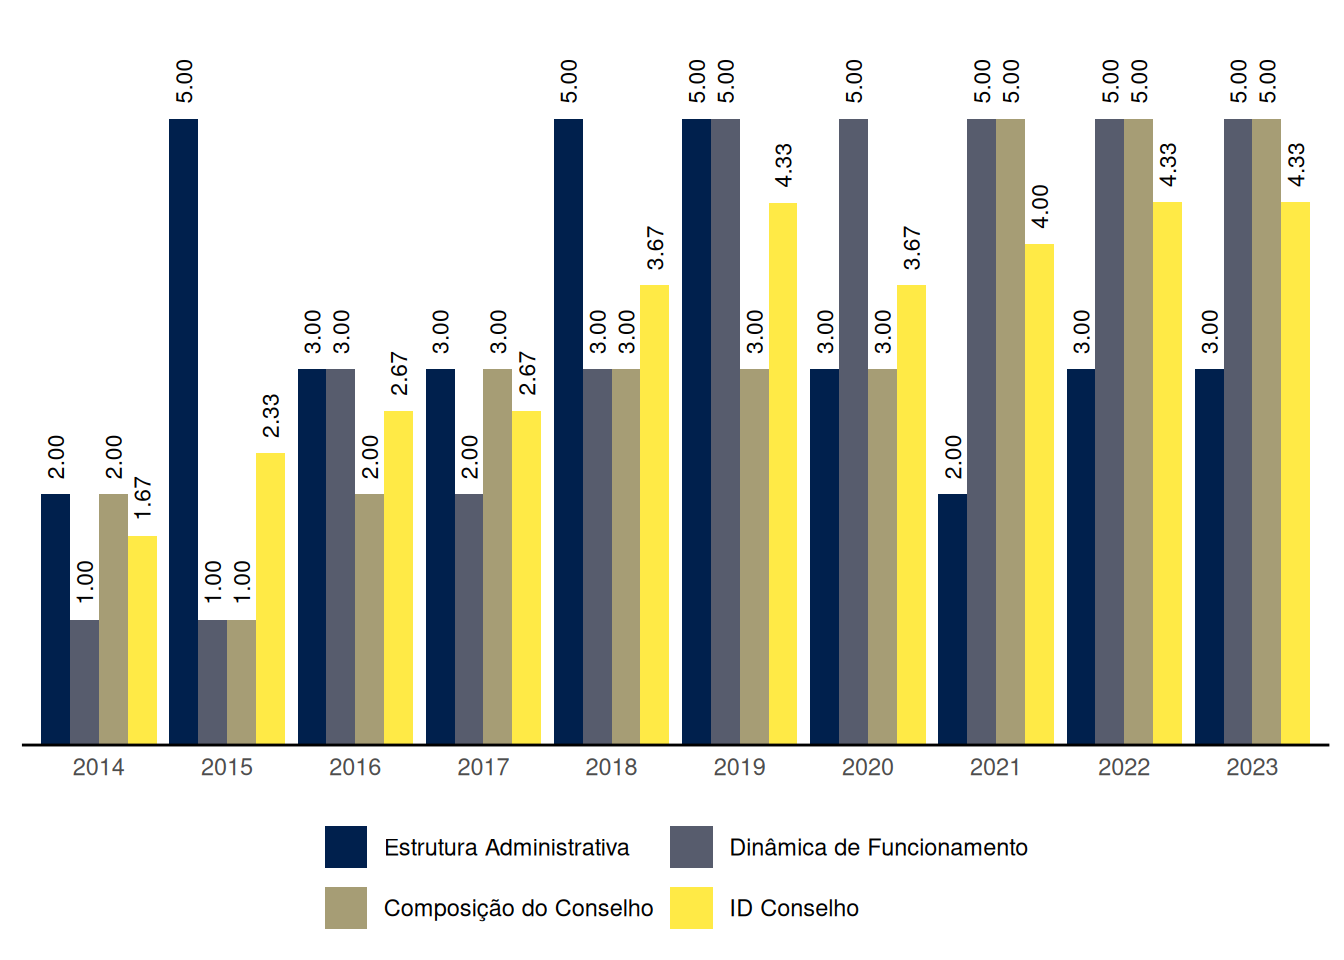 2.00 1.00 2.00 1.67
5.00 1.00 1.00 2.33
3.00 3.00 2.00 2.67
3.00 2.00 3.00 2.67
5.00 3.00 3.00 3.67
5.00 5.00 3.00 4.33
3.00 5.00 3.00 3.67
2.00 5.00 5.00 4.00
3.00 5.00 5.00 4.33
3.00 5.00 5.00 4.33
2014 2015 2016 2017 2018 2019 2020 2021 2022 2023
Estrutura Administrativa Dinâmica de Funcionamento
Composição do Conselho ID Conselho